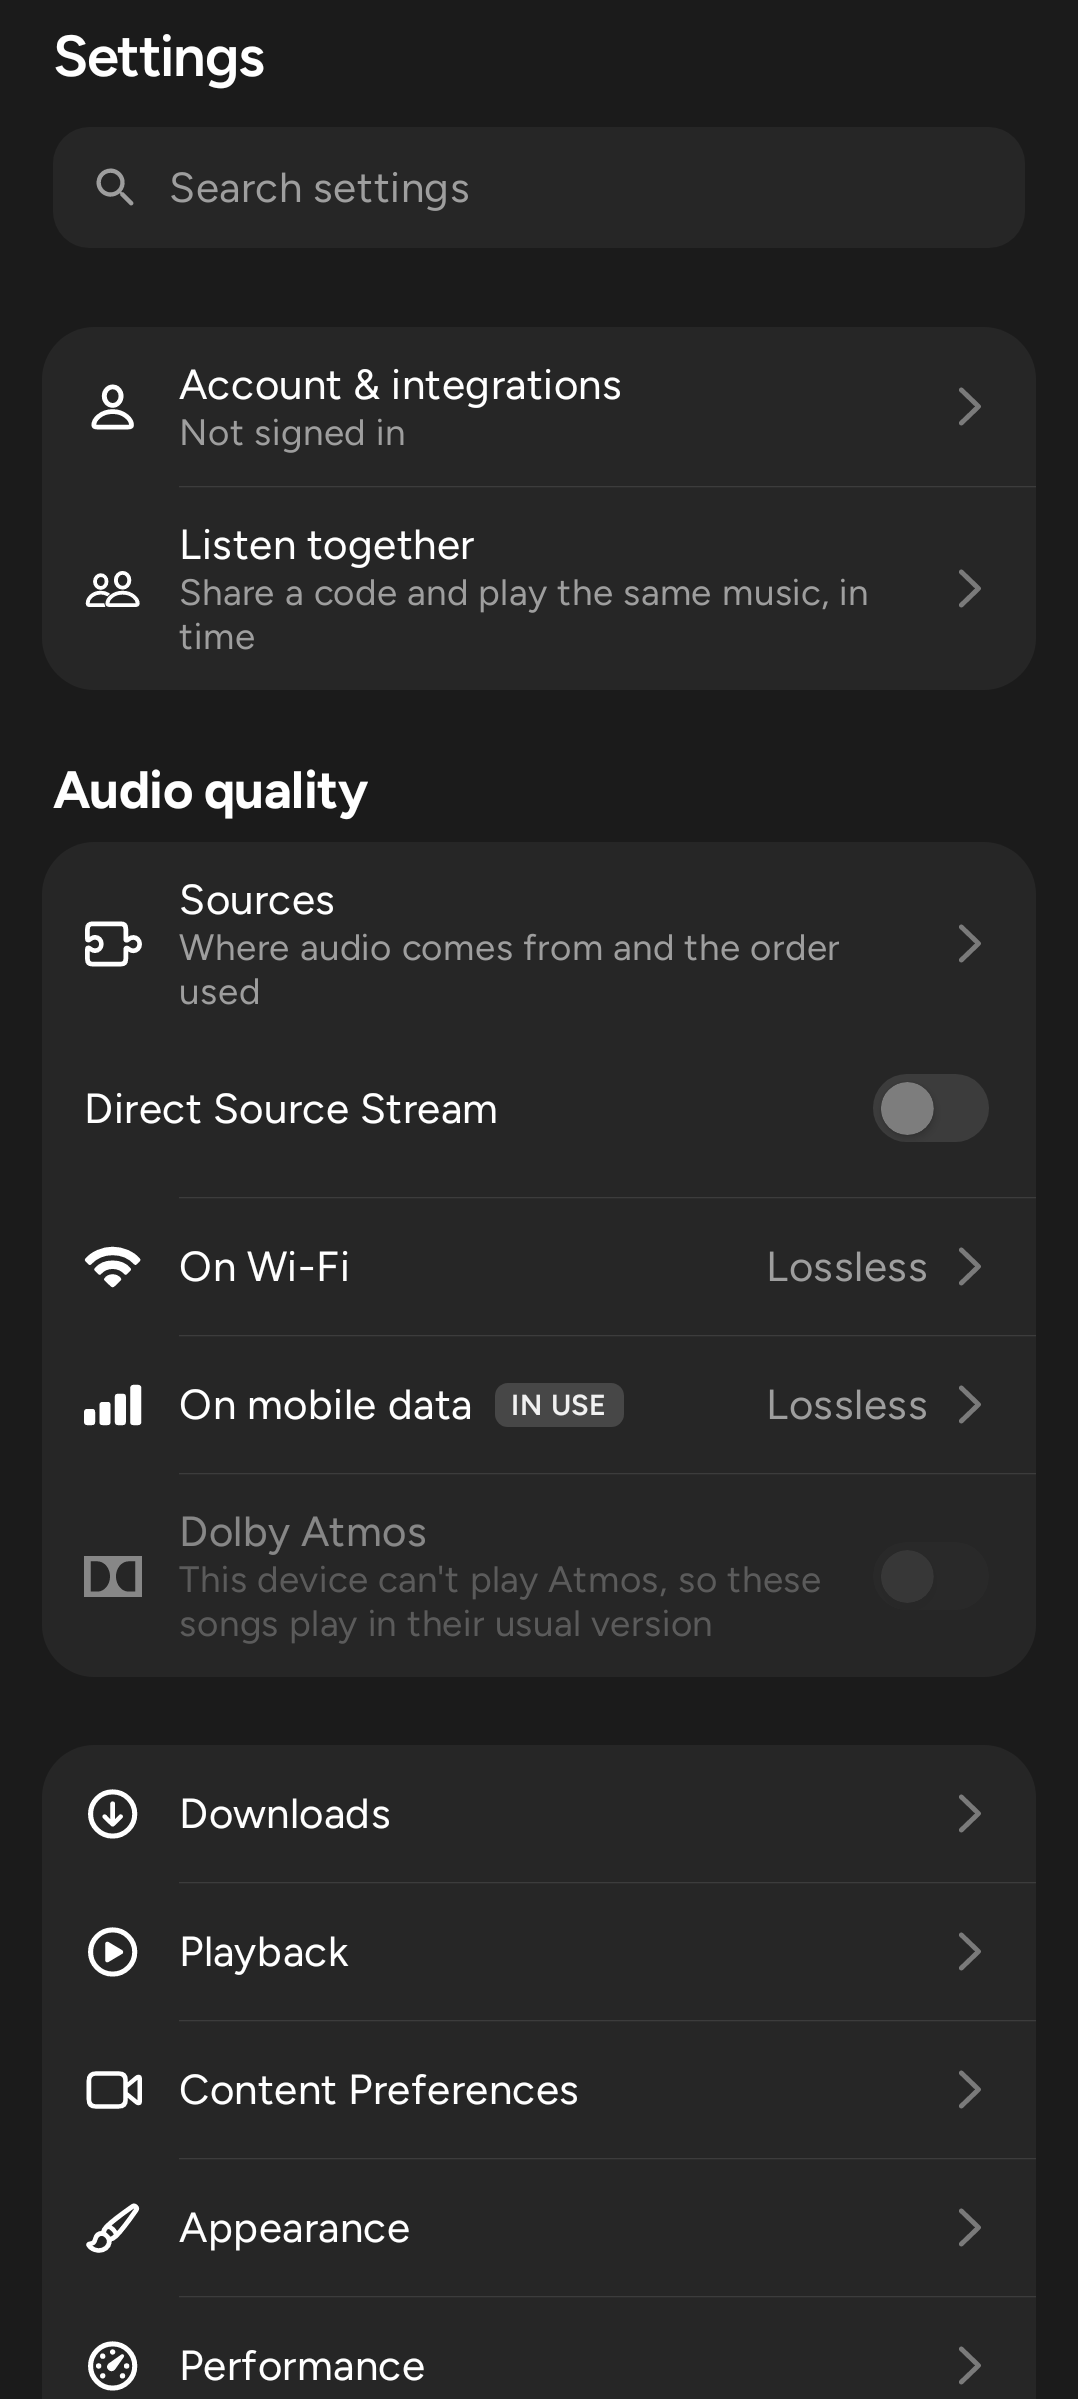 Settings
Search settings
Account & integrations
Not signed in
Listen together
Share a code and play the same music, in
time
Audio quality
Sources
Where audio comes from and the order
used
Direct Source Stream
On Wi-Fi
Lossless
On mobile data
IN USE
Lossless
Dolby Atmos
This device can't play Atmos, so these
songs play in their usual version
Downloads
Playback
Content Preferences
Appearance
Performance